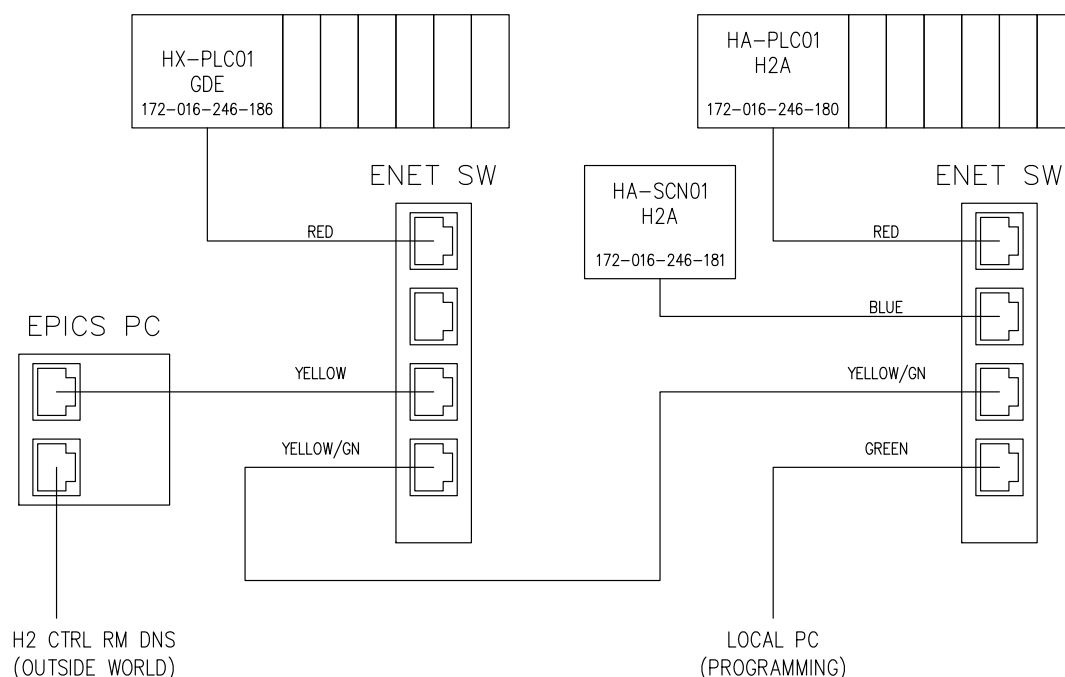 HX-PLC01
GDE
172-016-246-186
HA-PLC01
H2A
172-016-246-180
ENET SW
HA-SCN01
H2A
172-016-246-181
ENET SW
RED
RED
BLUE
EPICS PC
YELLOW
YELLOW/GN
YELLOW/GN
GREEN
H2 CTRL RM DNS
(OUTSIDE WORLD)
LOCAL PC
(PROGRAMMING)